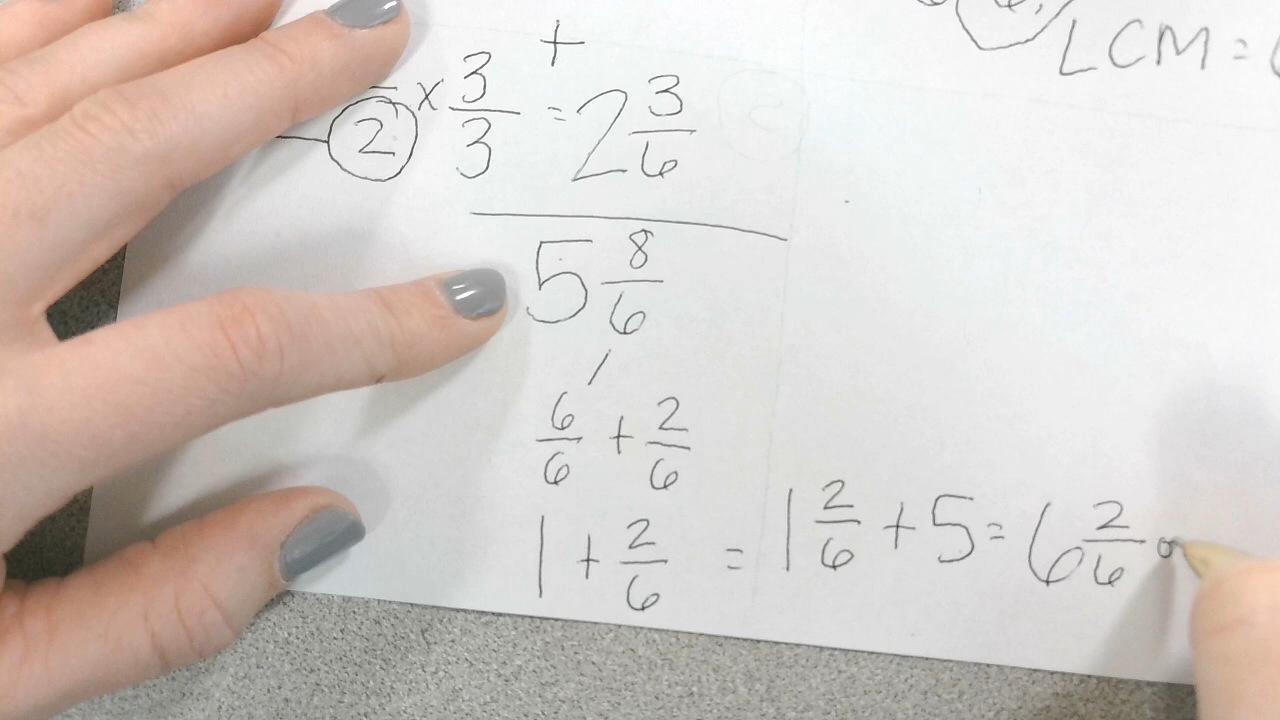 LCM =
+
2 × 3/3 = 2 3/6
5 8/6
6/6 + 2/6
1 + 2/6 = 1 2/6 + 5 = 6 2/6 o